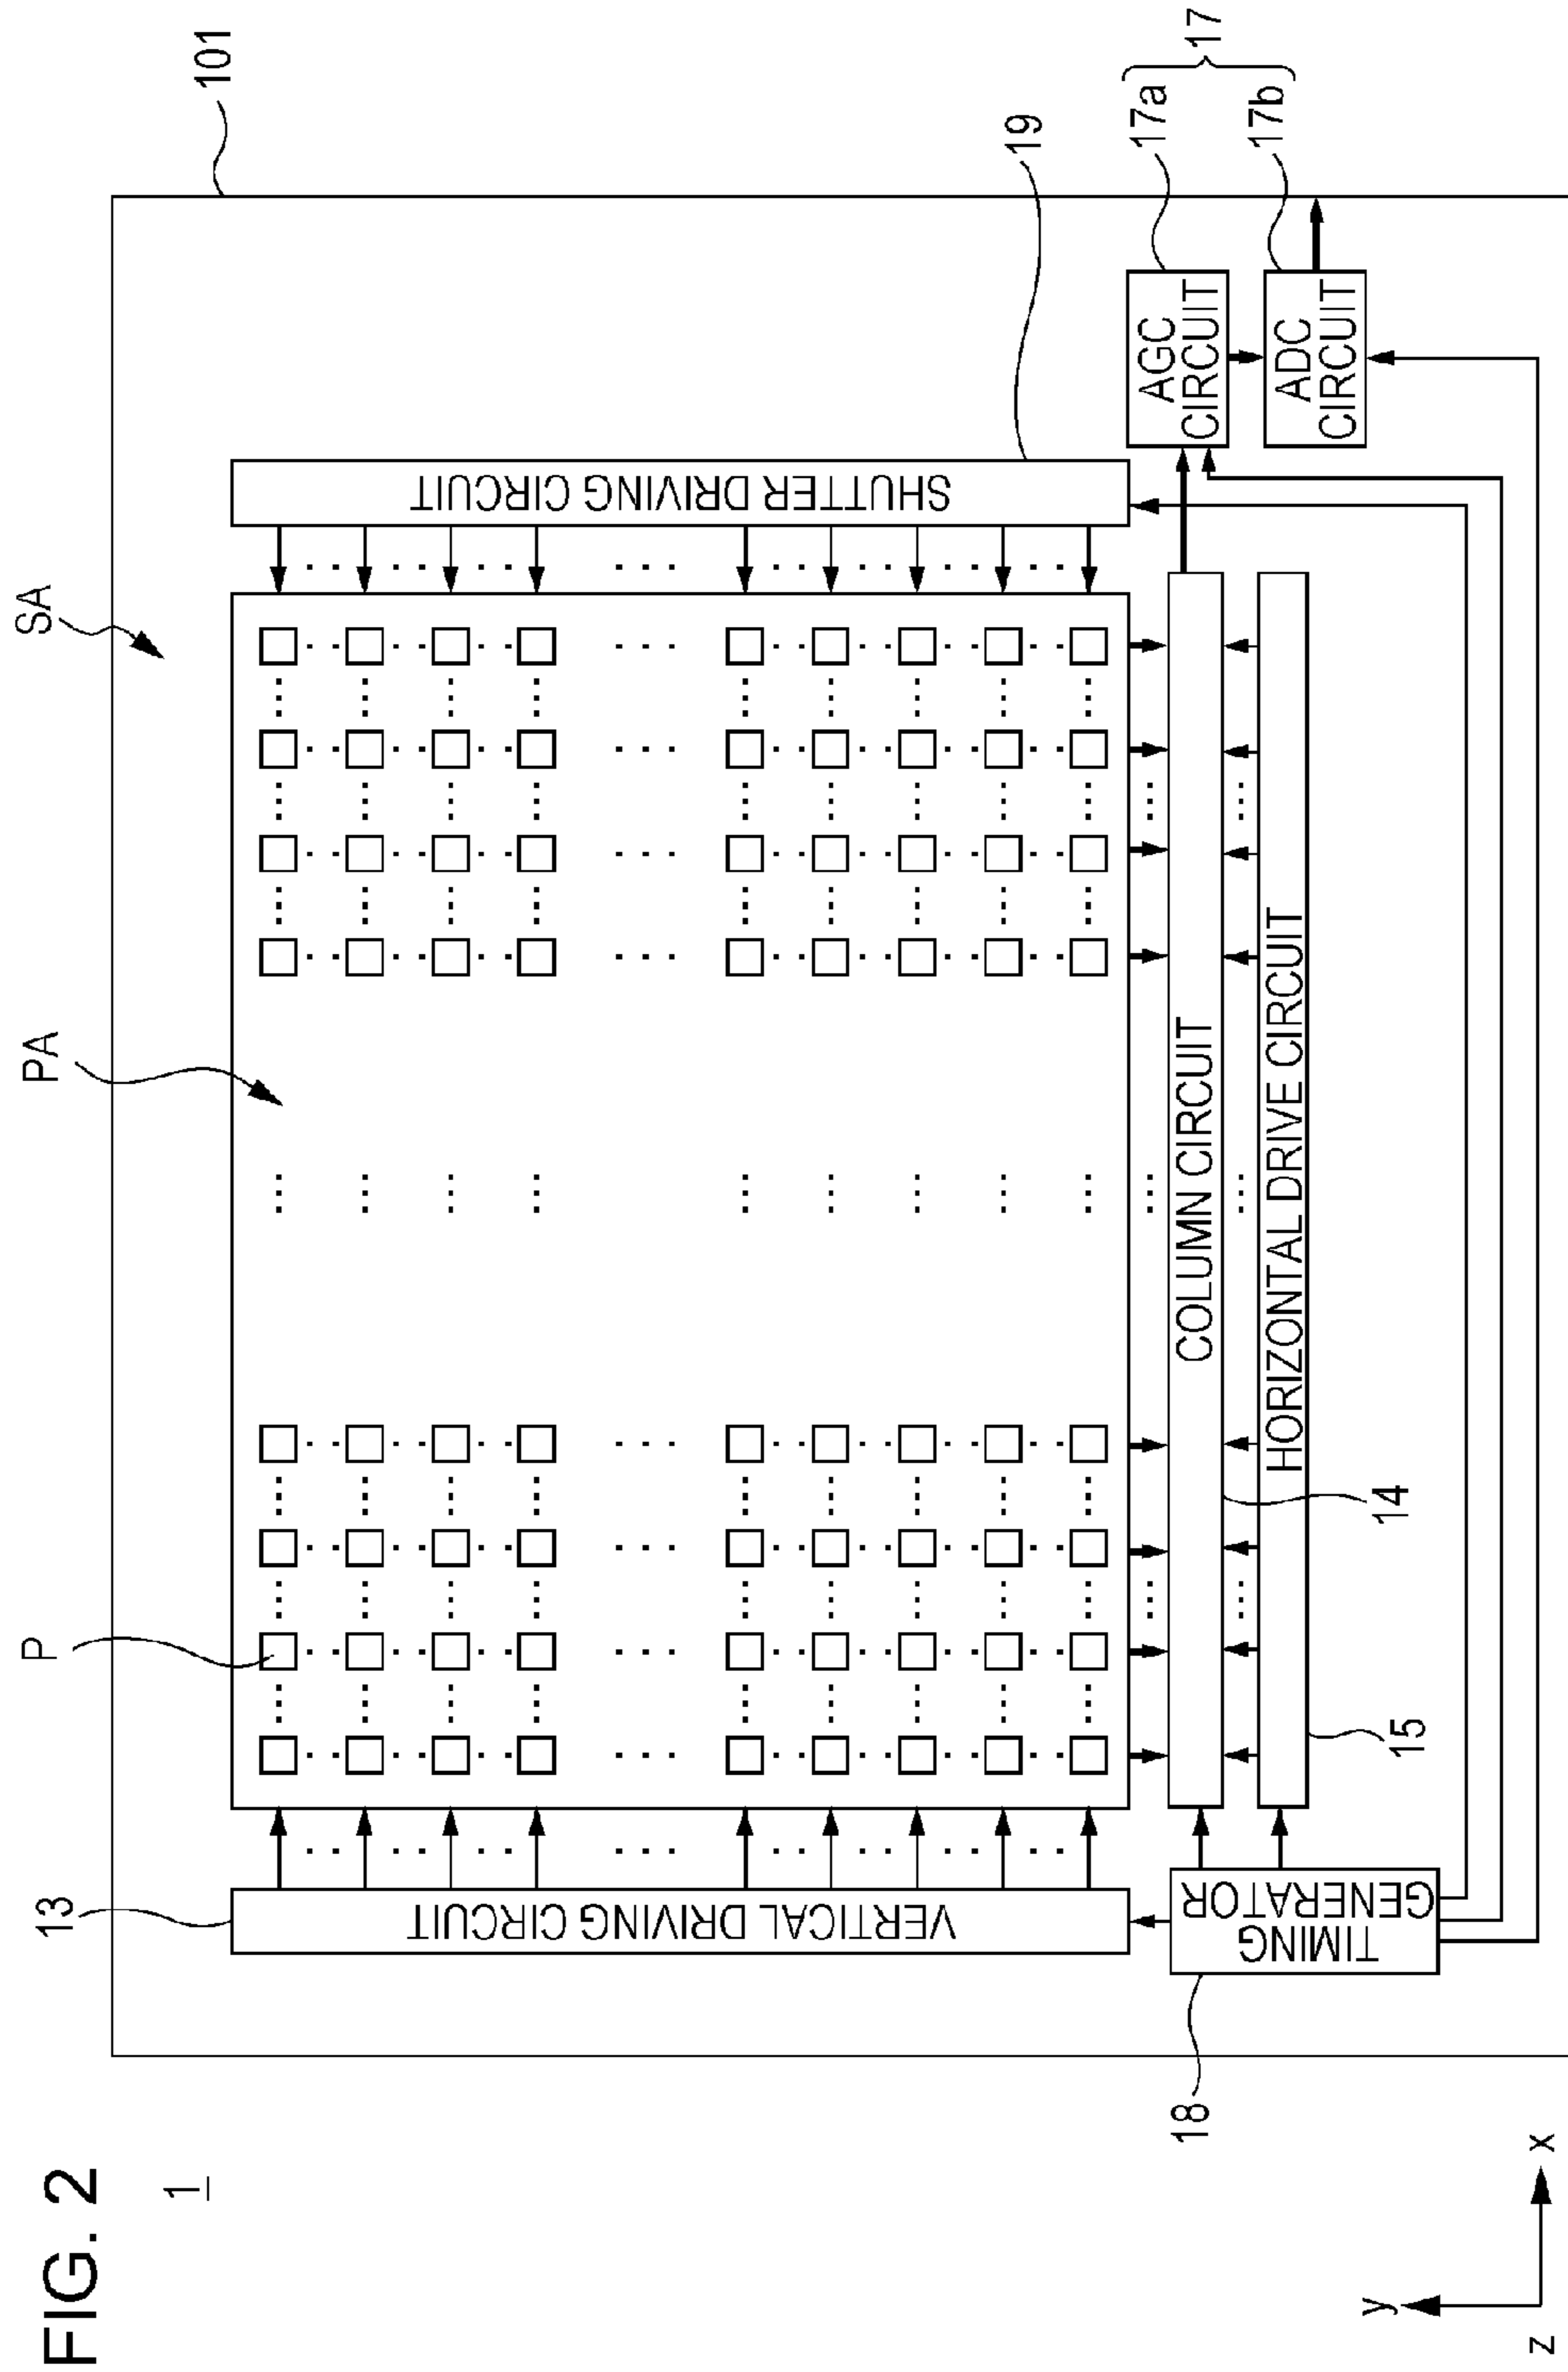 FIG. 2
1
SA
PA
P
101
13
VERTICAL DRIVING CIRCUIT
SHUTTER DRIVING CIRCUIT
19
17
17a
17b
AGC
CIRCUIT
ADC
CIRCUIT
COLUMN CIRCUIT
HORIZONTAL DRIVE CIRCUIT
14
15
TIMING
GENERATOR
18
y
z
x